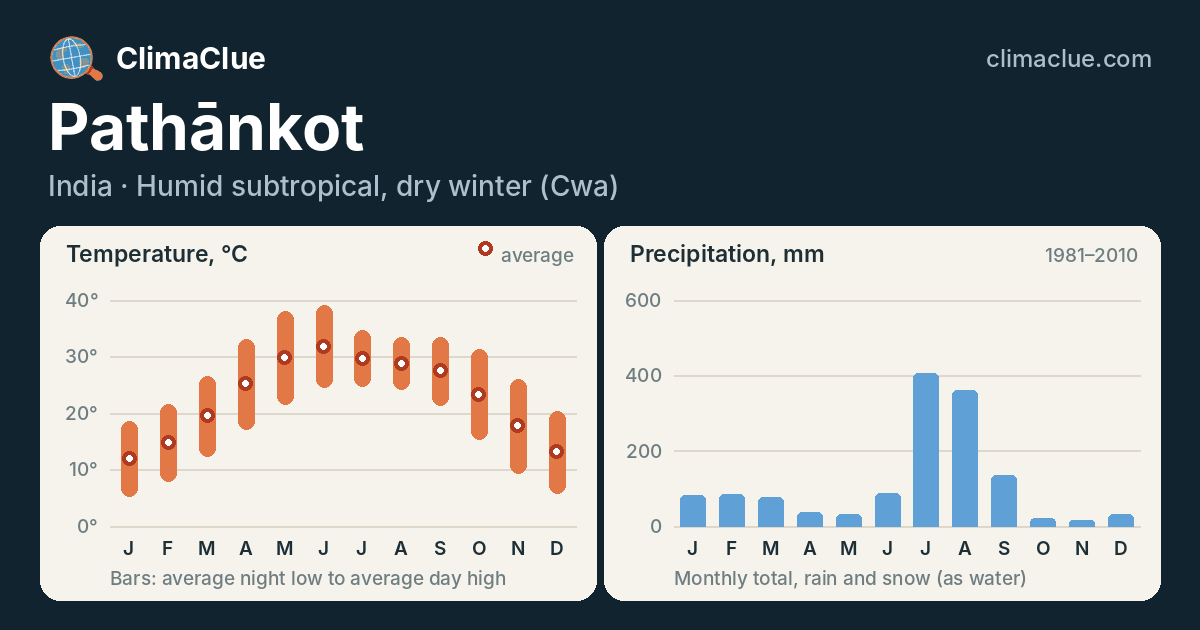 ClimaClue
climaclue.com
Pathānkot
India · Humid subtropical, dry winter (Cwa)
Temperature, °C
average
40°
30°
20°
10°
0°
J F M A M J J A S O N D
Bars: average night low to average day high
Precipitation, mm
1981–2010
600
400
200
0
J F M A M J J A S O N D
Monthly total, rain and snow (as water)